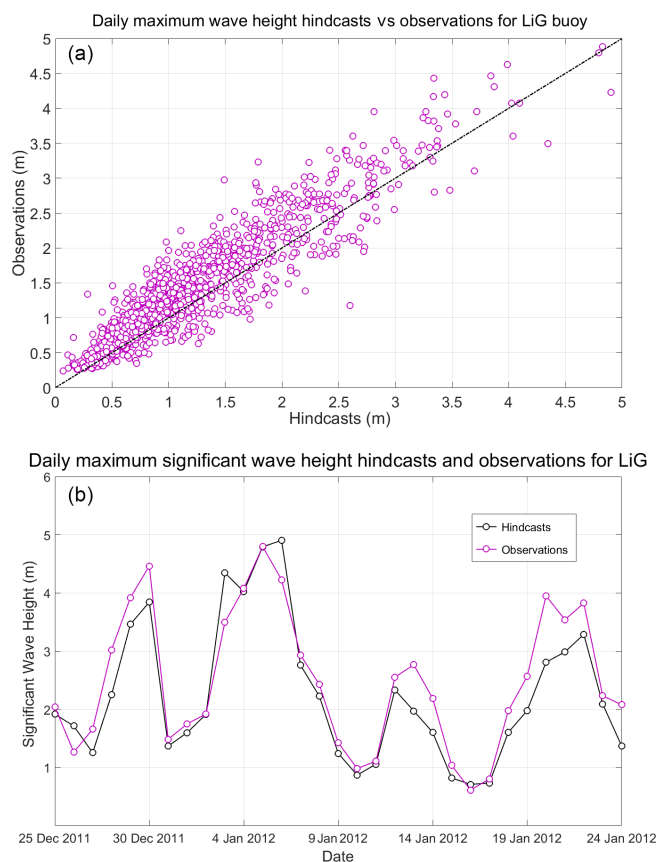 Daily maximum wave height hindcasts vs observations for LiG buoy
(a)
5
4.5
4
3.5
3
2.5
2
1.5
1
0.5
0
Observations (m)
0 0.5 1 1.5 2 2.5 3 3.5 4 4.5 5
Hindcasts (m)
Daily maximum significant wave height hindcasts and observations for LiG
(b)
6
5
4
3
2
1
Significant Wave Height (m)
Hindcasts
Observations
25 Dec 2011 30 Dec 2011 4 Jan 2012 9 Jan 2012 14 Jan 2012 19 Jan 2012 24 Jan 2012
Date